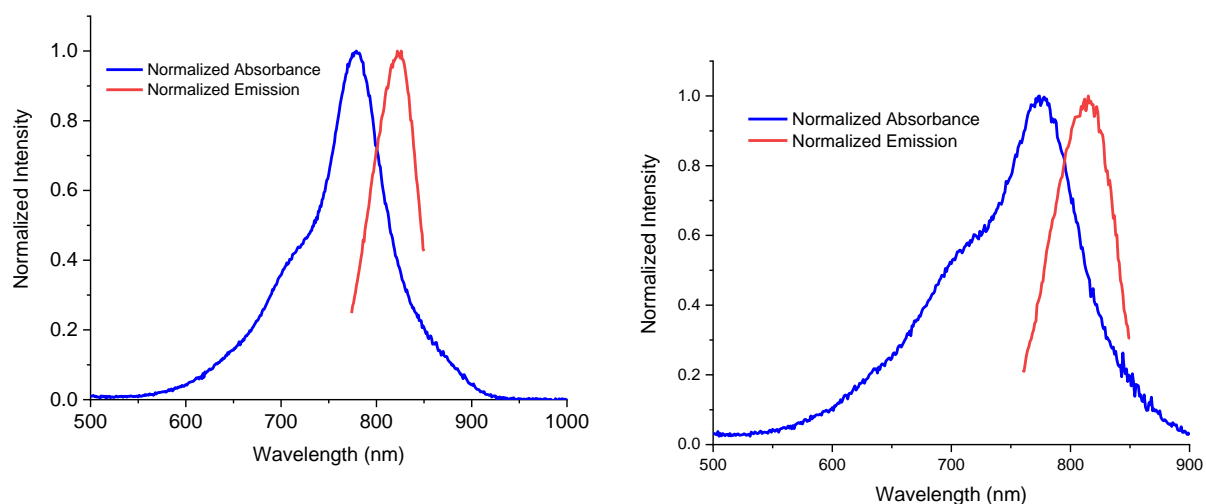 1.0
0.8
0.6
0.4
0.2
0.0
Normalized Intensity
Normalized Absorbance
Normalized Emission
500 600 700 800 900 1000
Wavelength (nm)
1.0
0.8
0.6
0.4
0.2
0.0
Normalized Intensity
Normalized Absorbance
Normalized Emission
500 600 700 800 900
Wavelength (nm)